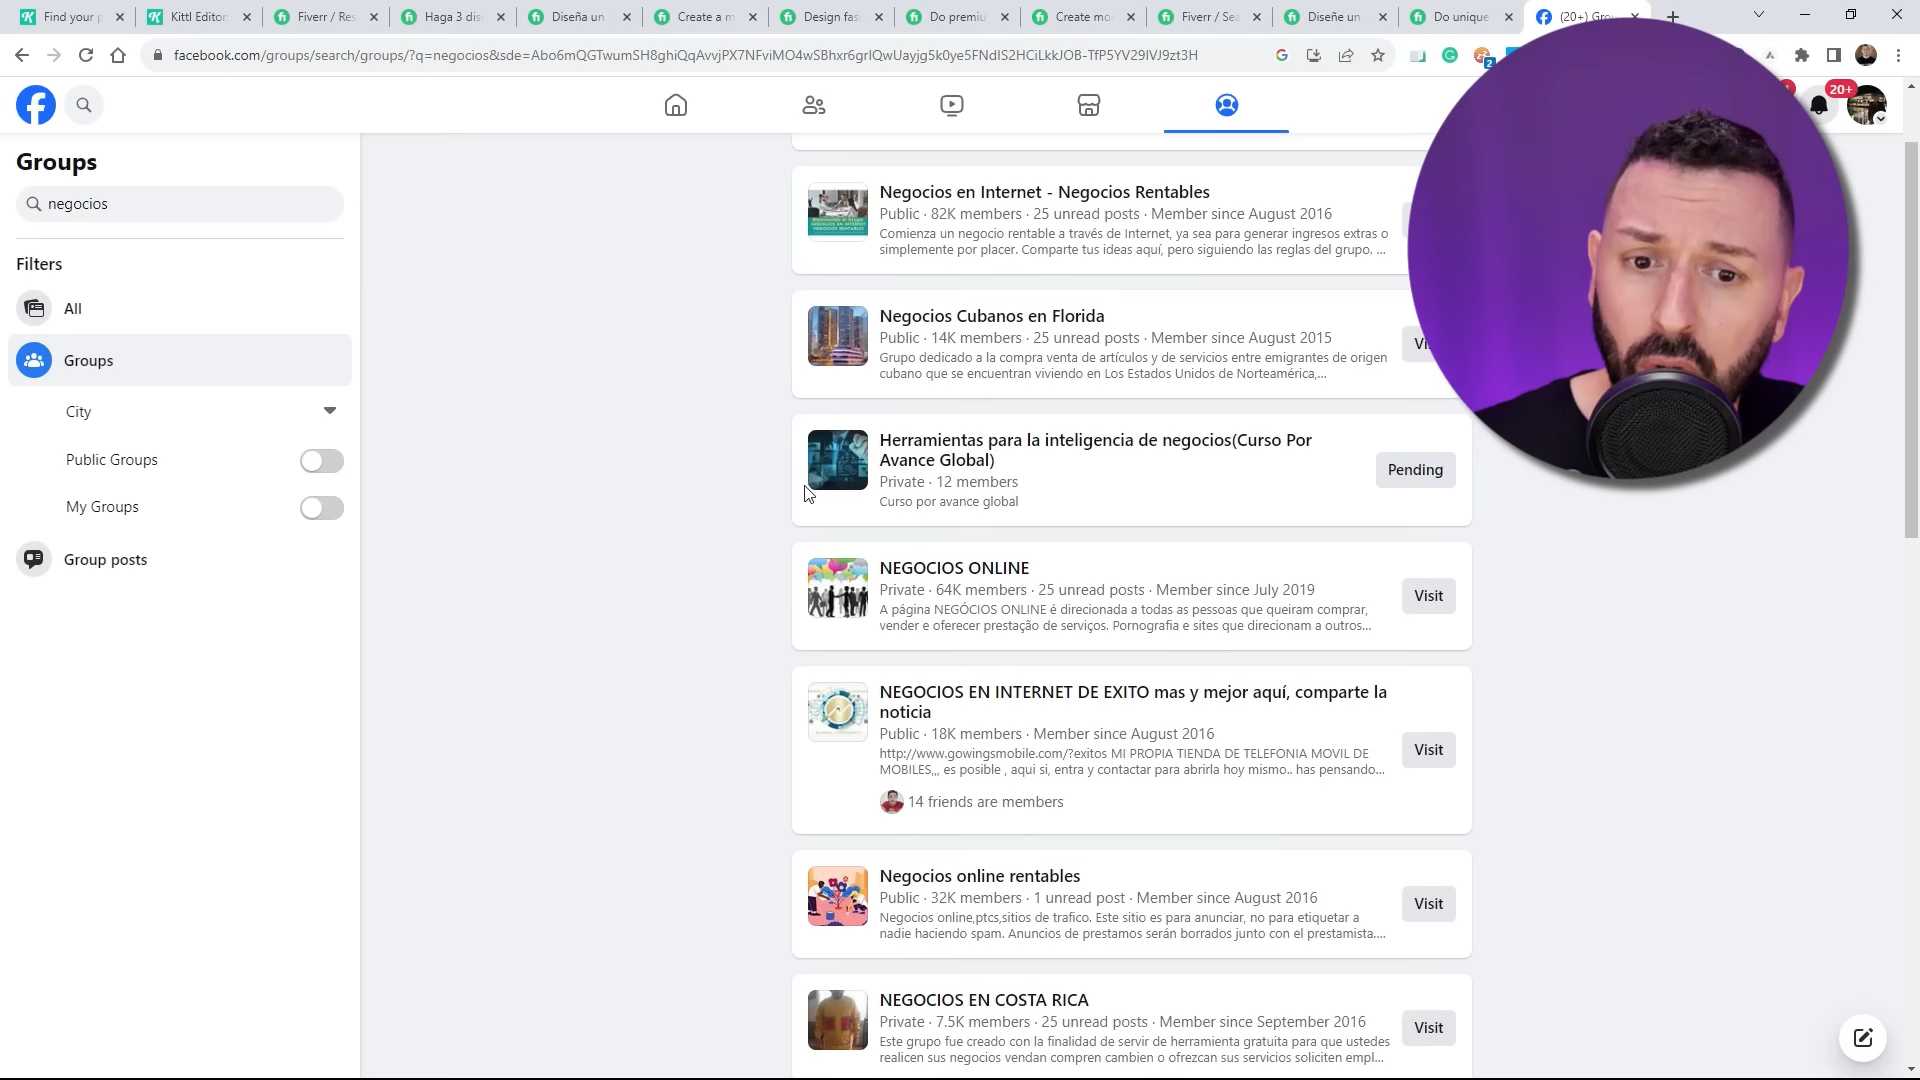 Find your p
Kittl Editor
Fiverr / Res
Haga 3 dis
Diseña un
Create a m
Design fas
Do premiu
Create mo
Fiverr / Sea
Diseñe un
Do unique
(20+) Gro
facebook.com/groups/search/groups/?q=negocios&sde=Abo6mQGTwumSH8ghiQqAvvjPX7NFviMO4wSBhxr6grIQwUayjg5k0ye5FNdIS2HCiLkkJOB-TfP5YV29IVJ9zt3H
2
20+
Groups
negocios
Filters
All
Groups
City
Public Groups
My Groups
Group posts
Negocios en Internet - Negocios Rentables
Public · 82K members · 25 unread posts · Member since August 2016
Comienza un negocio rentable a través de Internet, ya sea para generar ingresos extras o
simplemente por placer. Comparte tus ideas aquí, pero siguiendo las reglas del grupo. ...
Negocios Cubanos en Florida
Public · 14K members · 25 unread posts · Member since August 2015
Grupo dedicado a la compra venta de artículos y de servicios entre emigrantes de origen
cubano que se encuentran viviendo en Los Estados Unidos de Norteamérica,...
Herramientas para la inteligencia de negocios(Curso Por
Avance Global)
Private · 12 members
Curso por avance global
Pending
NEGOCIOS ONLINE
Private · 64K members · 25 unread posts · Member since July 2019
A página NEGÓCIOS ONLINE é direcionada a todas as pessoas que queiram comprar,
vender e oferecer prestação de serviços. Pornografia e sites que direcionam a outros...
Visit
NEGOCIOS EN INTERNET DE EXITO mas y mejor aquí, comparte la
noticia
Public · 18K members · Member since August 2016
http://www.gowingsmobile.com/?exitos MI PROPIA TIENDA DE TELEFONIA MOVIL DE
MOBILES,,, es posible , aqui si, entra y contactar para abrirla hoy mismo.. has pensando...
14 friends are members
Visit
Negocios online rentables
Public · 32K members · 1 unread post · Member since August 2016
Negocios online,ptcs,sitios de trafico. Este sitio es para anunciar, no para etiquetar a
nadie haciendo spam. Anuncios de prestamos serán borrados junto con el prestamista....
Visit
NEGOCIOS EN COSTA RICA
Private · 7.5K members · 25 unread posts · Member since September 2016
Este grupo fue creado con la finalidad de servir de herramienta gratuita para que ustedes
realicen sus negocios vendan compren cambien o ofrezcan sus servicios soliciten empl...
Visit